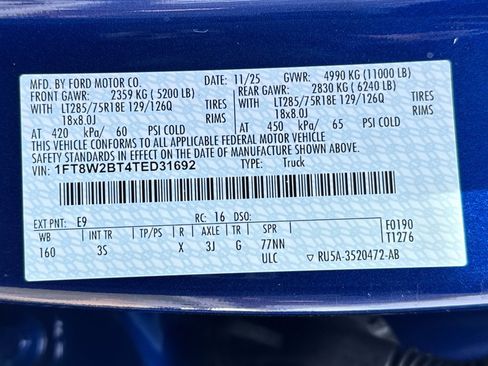 MFD. BY FORD MOTOR CO. DATE: 11/25 GVWR: 4990 KG (11000 LB)
FRONT GAWR: 2359 KG ( 5200 LB) REAR GAWR: 2830 KG ( 6240 LB)
WITH LT285/75R18E 129/126Q TIRES WITH LT285/75R18E 129/126Q TIRES
18x8.0J RIMS 18x8.0J RIMS
AT 420 kPa/ 60 PSI COLD AT 450 kPa/ 65 PSI COLD
THIS VEHICLE CONFORMS TO ALL APPLICABLE FEDERAL MOTOR VEHICLE
SAFETY STANDARDS IN EFFECT ON THE DATE OF MANUFACTURE SHOWN ABOVE.
VIN: 1FT8W2BT4TED31692 TYPE: Truck
EXT PNT: E9 RC: 16 DSO: F0190
WB INT TR TP/PS R AXLE TR SPR T1276
160 3S X 3J G 77NN
ULC ▽ RU5A-3520472-AB